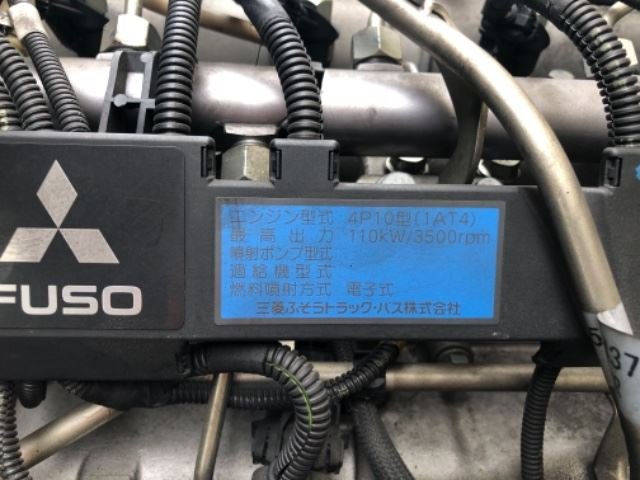 FUSO
エンジン型式 4P10型(1AT4)
最高出力 110kW/3500rpm
噴射ポンプ型式
過給機型式
燃料噴射方式 電子式
三菱ふそうトラック・バス株式会社
37